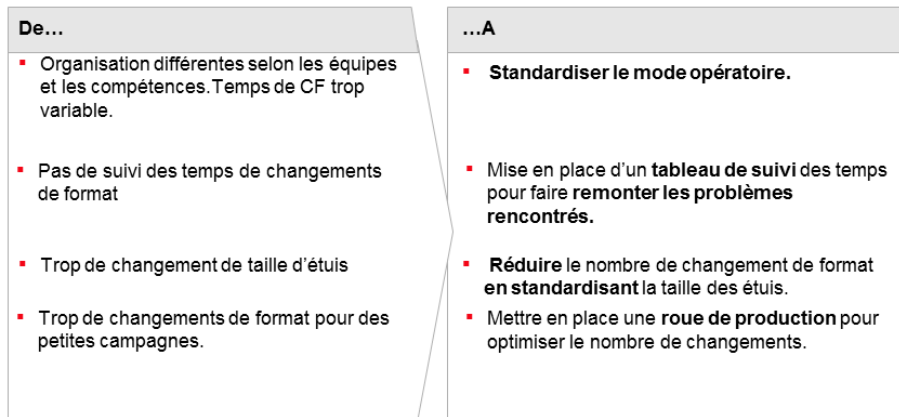 De…
▪ Organisation différentes selon les équipes
et les compétences. Temps de CF trop
variable.
▪ Pas de suivi des temps de changements
de format
▪ Trop de changement de taille d’étuis
▪ Trop de changements de format pour des
petites campagnes.
…A
▪ Standardiser le mode opératoire.
▪ Mise en place d’un tableau de suivi des temps
pour faire remonter les problèmes
rencontrés.
▪ Réduire le nombre de changement de format
en standardisant la taille des étuis.
▪ Mettre en place une roue de production pour
optimiser le nombre de changements.